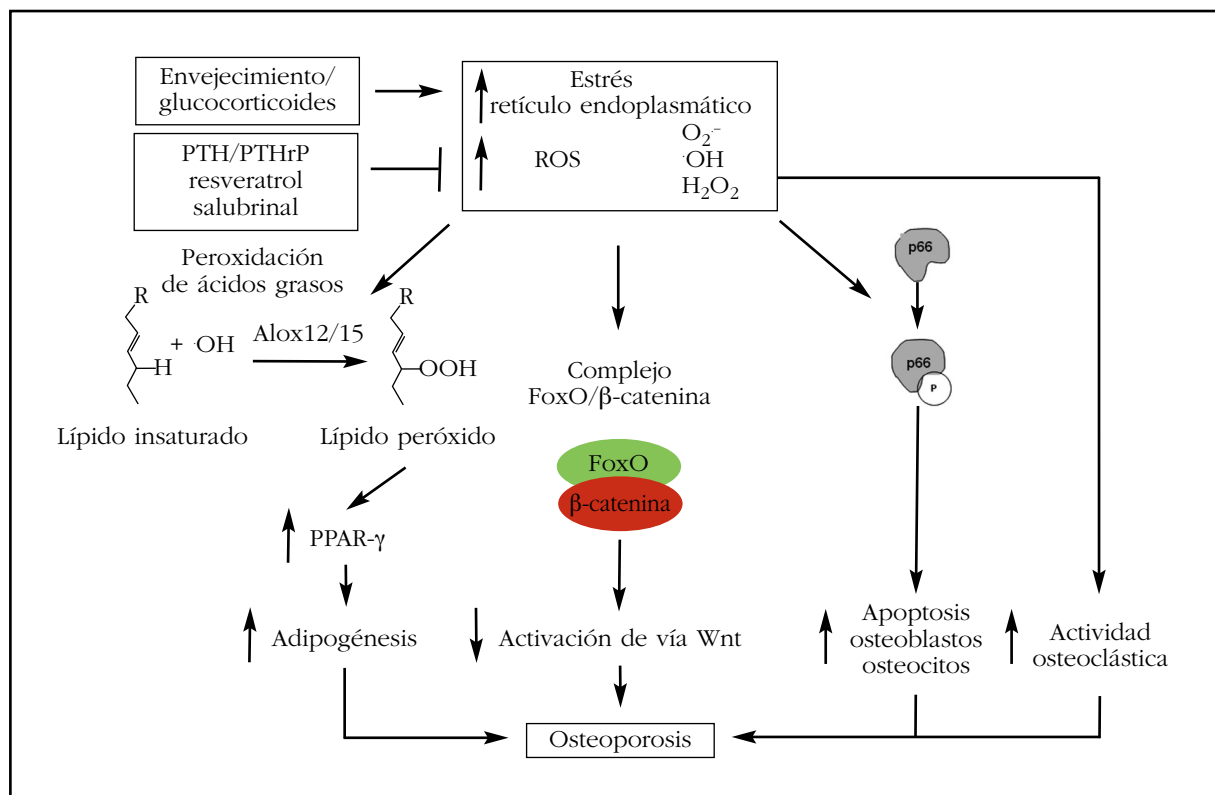 Envejecimiento/
glucocorticoides
PTH/PTHrP
resveratrol
salubrinal
Estrés
retículo endoplasmático
ROS
O₂·⁻
·OH
H₂O₂
Peroxidación
de ácidos grasos
R
H
+ ·OH
Alox12/15
R
OOH
Lípido insaturado
Lípido peróxido
PPAR-γ
Adipogénesis
Complejo
FoxO/β-catenina
FoxO
β-catenina
Activación de vía Wnt
p66
p66
P
Apoptosis
osteoblastos
osteocitos
Actividad
osteoclástica
Osteoporosis